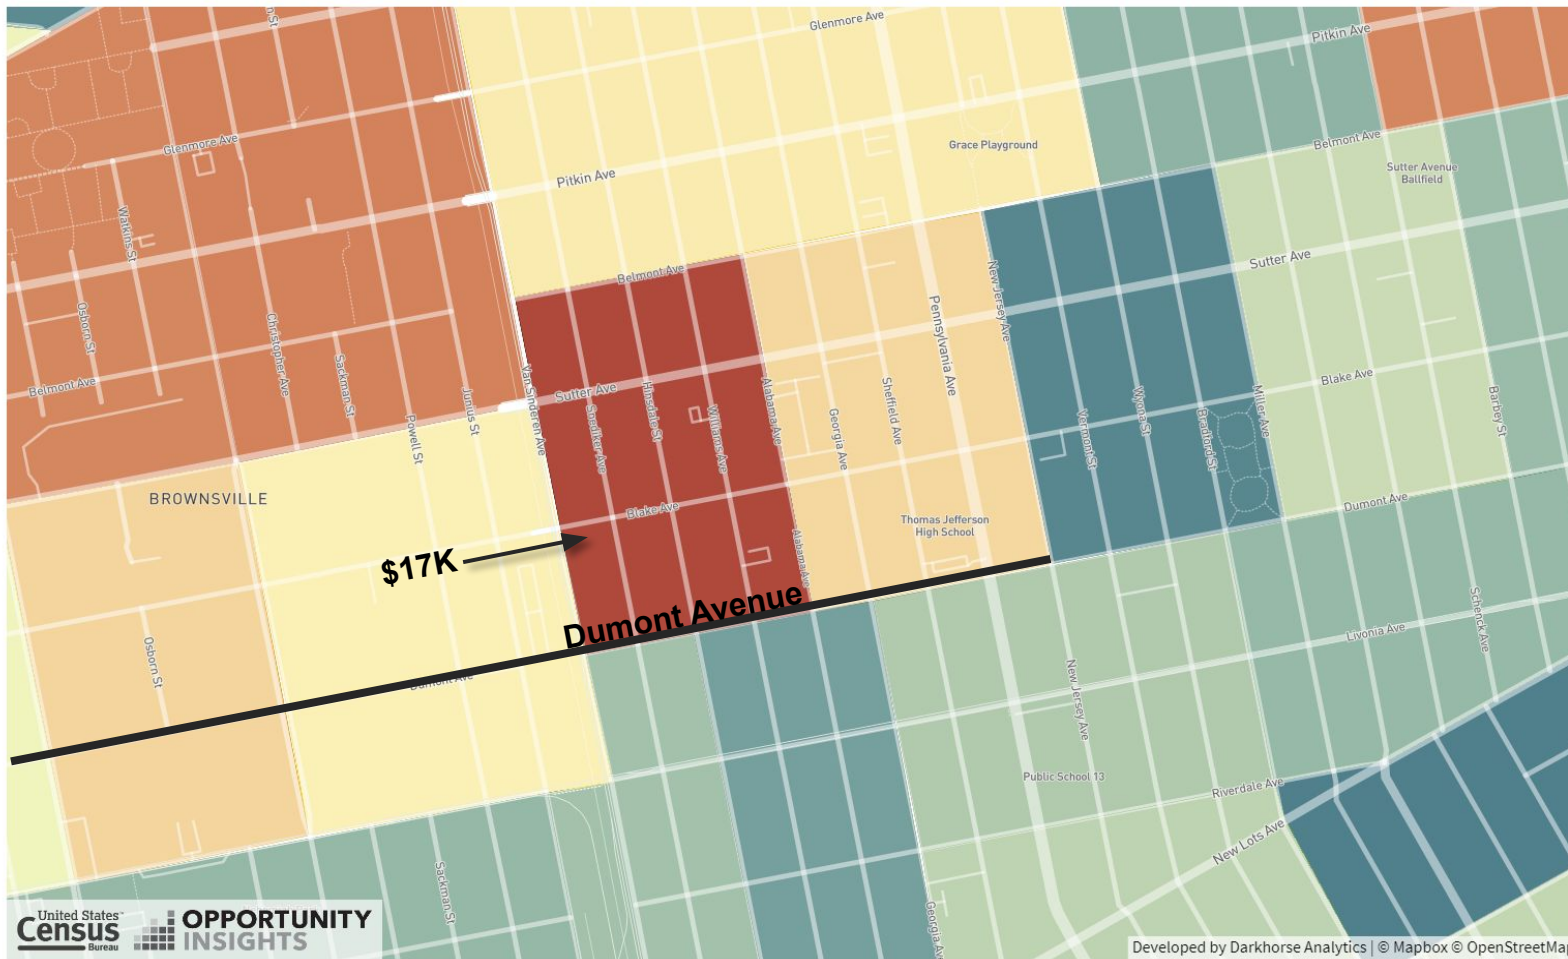 Glenmore Ave
Pitkin Ave
Grace Playground
Belmont Ave
Sutter Avenue
Ballfield
Glenmore Ave
Pitkin Ave
Watkins St
Sutter Ave
Belmont Ave
New Jersey Ave
Pennsylvania Ave
Osborn St
Christopher Ave
Sackman St
Junius St
Van Sinderen Ave
Sutter Ave
Snediker Ave
Hinsdale St
Williams Ave
Alabama Ave
Georgia Ave
Sheffield Ave
Vermont St
Wyona St
Bradford St
Miller Ave
Blake Ave
Barbey St
Belmont Ave
Powell St
BROWNSVILLE
Blake Ave
Thomas Jefferson
High School
Dumont Ave
$17K
Alabama Ave
Dumont Avenue
Osborn St
Dumont Ave
New Jersey Ave
Livonia Ave
Schenck Ave
Public School 13
Riverdale Ave
New Lots Ave
Sackman St
Georgia Av
United States
Census
Bureau
OPPORTUNITY
INSIGHTS
Developed by Darkhorse Analytics | © Mapbox © OpenStreetMap